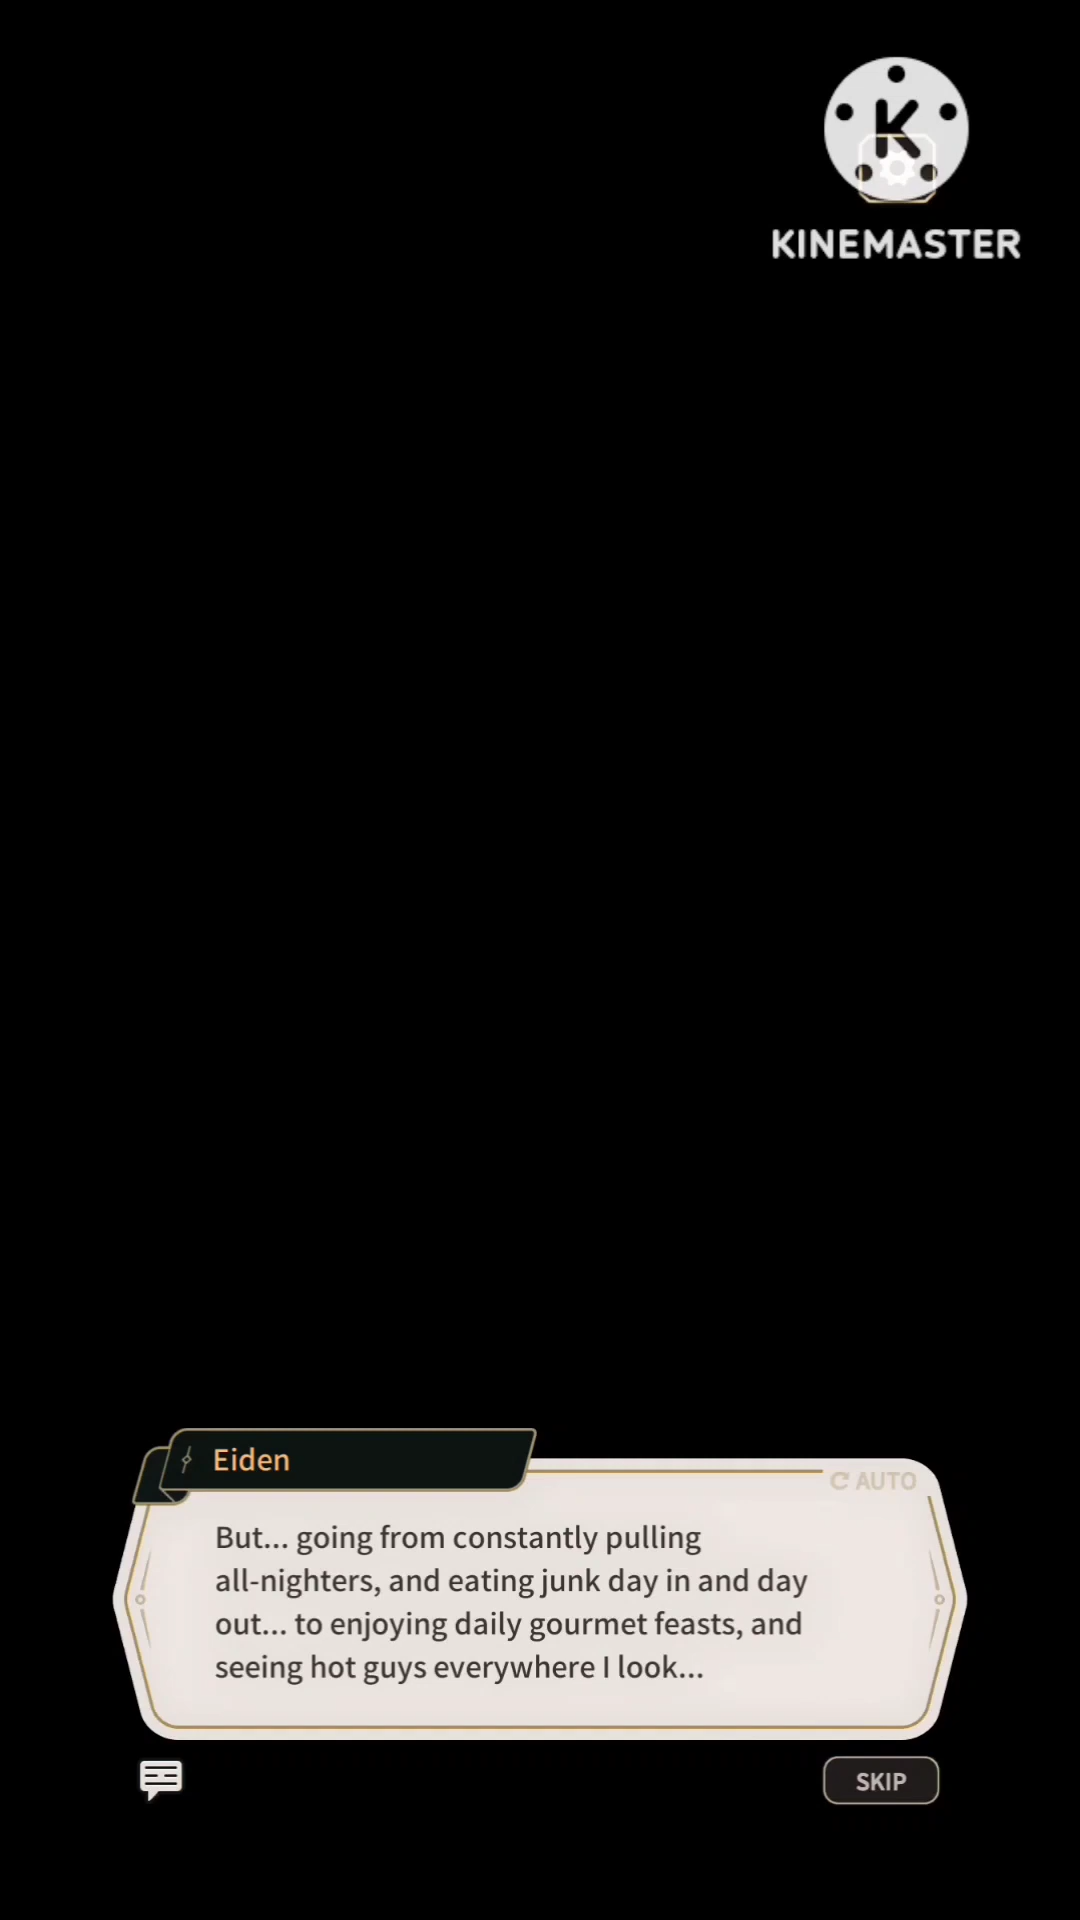 K
KINEMASTER
Eiden
AUTO
But... going from constantly pulling
all-nighters, and eating junk day in and day
out... to enjoying daily gourmet feasts, and
seeing hot guys everywhere I look...
SKIP